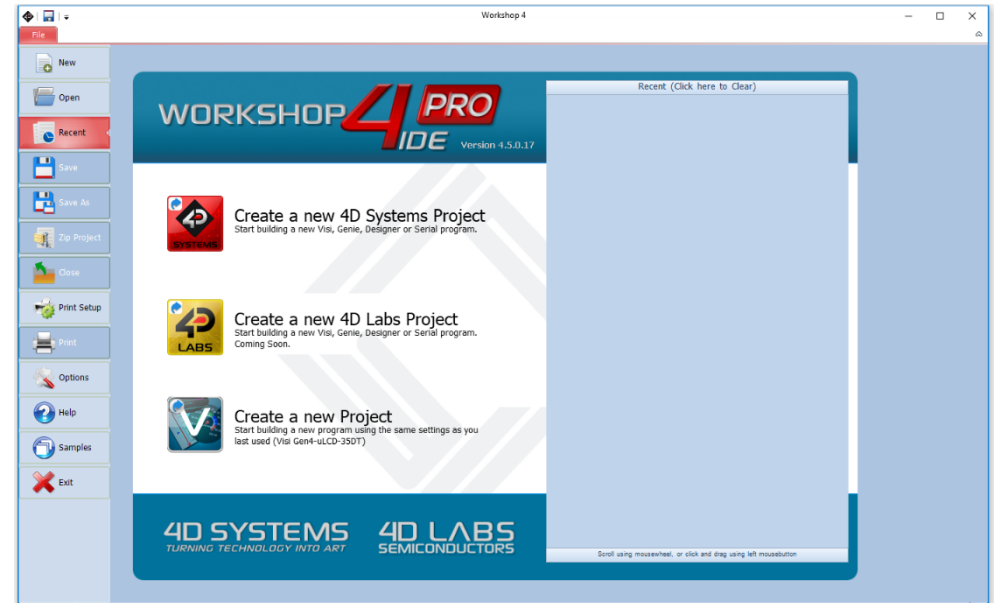 Workshop 4
File
New
Open
Recent
Save
Save As
Zip Project
Close
Print Setup
Print
Options
Help
Samples
Exit
WORKSHOP 4 PRO
IDE Version 4.5.0.17
4D
SYSTEMS
Create a new 4D Systems Project
Start building a new Visi, Genie, Designer or Serial program.
4D
LABS
Create a new 4D Labs Project
Start building a new Visi, Genie, Designer or Serial program.
Coming Soon.
V
Create a new Project
Start building a new program using the same settings as you
last used (Visi Gen4-uLCD-35DT)
4D SYSTEMS
TURNING TECHNOLOGY INTO ART
4D LABS
SEMICONDUCTORS
Recent (Click here to Clear)
Scroll using mousewheel, or click and drag using left mousebutton